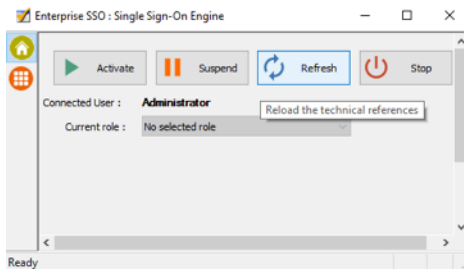 Enterprise SSO : Single Sign-On Engine
Activate
Suspend
Refresh
Stop
Connected User :
Administrator
Reload the technical references
Current role :
No selected role
Ready